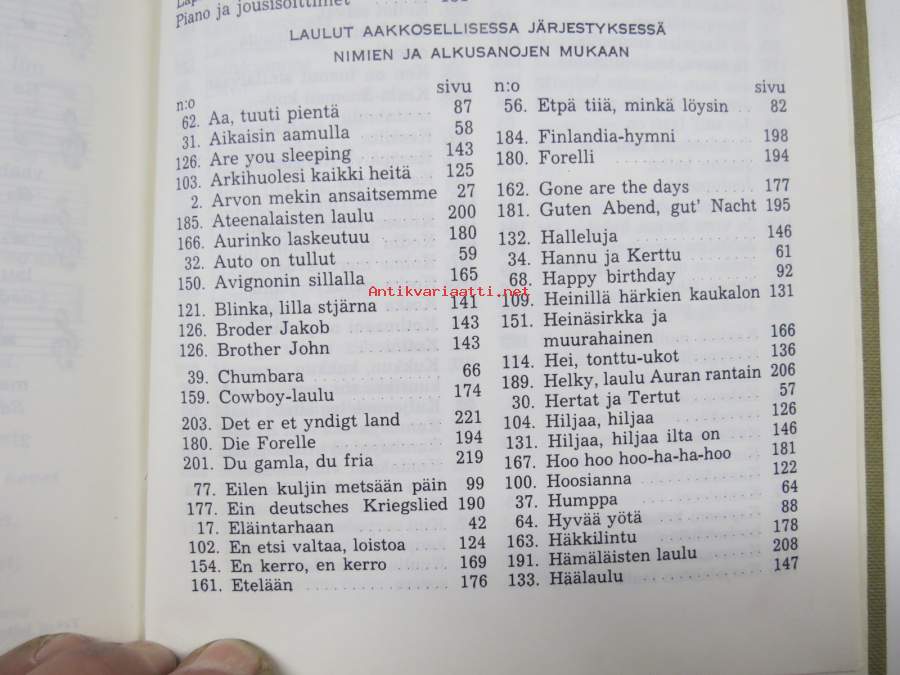 Piano ja jousisoittimet
LAULUT AAKKOSELLISESSA JÄRJESTYKSESSÄ
NIMIEN JA ALKUSANOJEN MUKAAN
n:o sivu
62. Aa, tuuti pientä 87
31. Aikaisin aamulla 58
126. Are you sleeping 143
103. Arkihuolesi kaikki heitä 125
2. Arvon mekin ansaitsemme 27
185. Ateenalaisten laulu 200
166. Aurinko laskeutuu 180
32. Auto on tullut 59
150. Avignonin sillalla 165
121. Blinka, lilla stjärna 141
126. Broder Jakob 143
126. Brother John 143
39. Chumbara 66
159. Cowboy-laulu 174
203. Det er et yndigt land 221
180. Die Forelle 194
201. Du gamla, du fria 219
77. Eilen kuljin metsään päin 99
177. Ein deutsches Kriegslied 190
17. Eläintarhaan 42
102. En etsi valtaa, loistoa 124
154. En kerro, en kerro 169
161. Etelään 176
n:o sivu
56. Etpä tiiä, minkä löysin 82
184. Finlandia-hymni 198
180. Forelli 194
162. Gone are the days 177
181. Guten Abend, gut' Nacht 195
132. Halleluja 146
34. Hannu ja Kerttu 61
68. Happy birthday 92
109. Heinillä härkien kaukalon 131
151. Heinäsirkka ja
muurahainen 166
114. Hei, tonttu-ukot 136
189. Helky, laulu Auran rantain 206
30. Hertat ja Tertut 57
104. Hiljaa, hiljaa 126
131. Hiljaa, hiljaa ilta on 146
167. Hoo hoo hoo-ha-ha-hoo 181
100. Hoosianna 122
37. Humppa 64
64. Hyvää yötä 88
163. Häkkilintu 178
191. Hämäläisten laulu 208
133. Häälaulu 147
Antikvariaatti.net